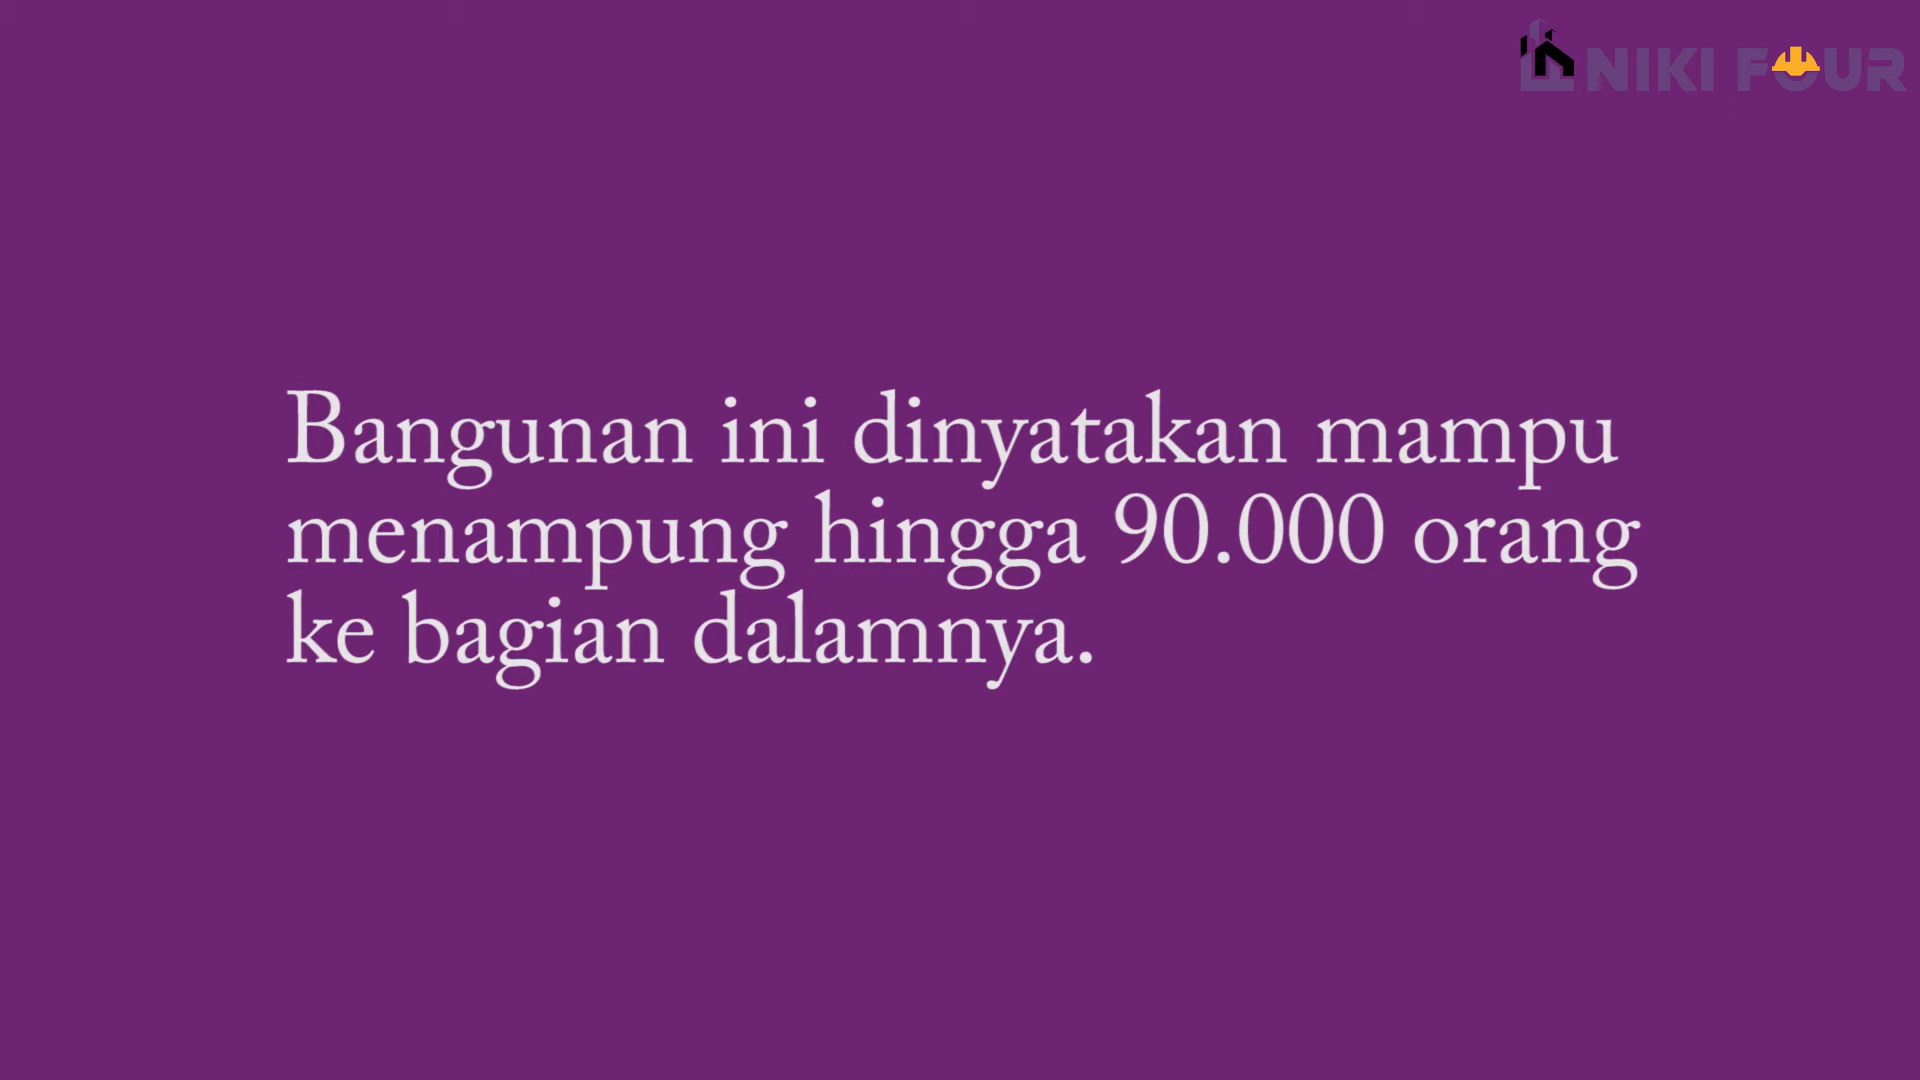 NIKI FOUR
Bangunan ini dinyatakan mampu
menampung hingga 90.000 orang
ke bagian dalamnya.